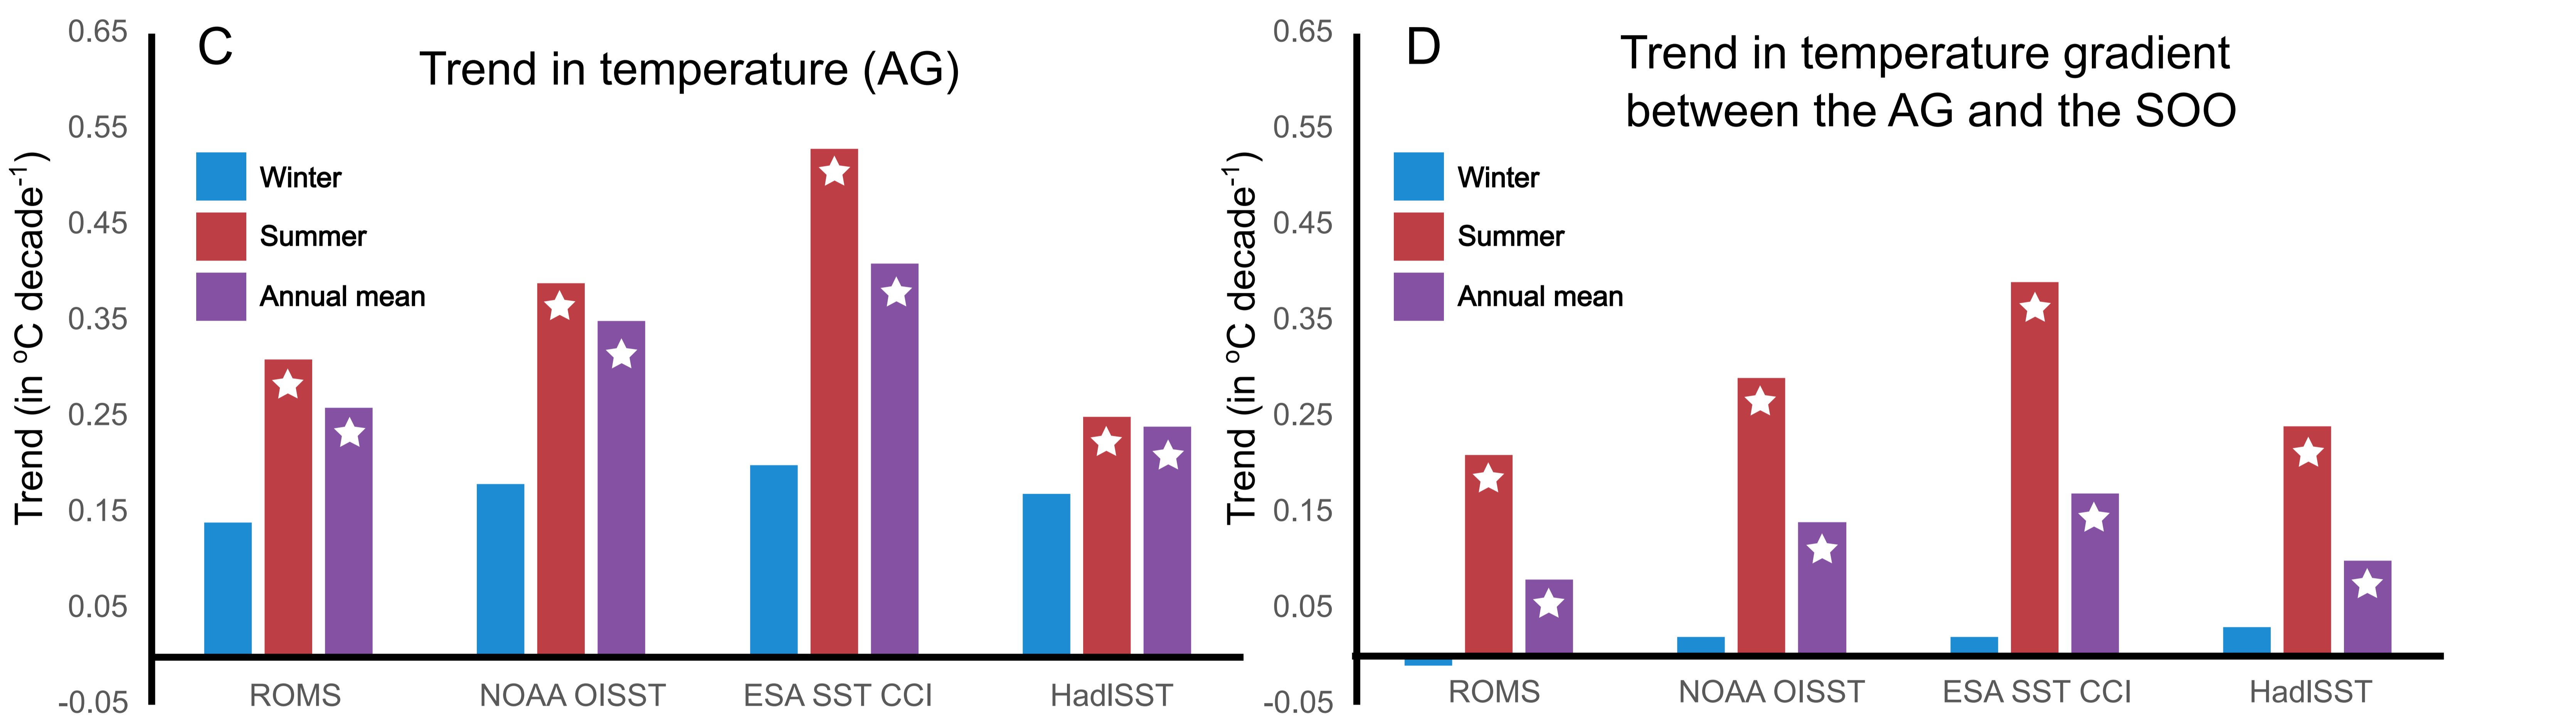 C
Trend in temperature (AG)
Trend (in ºC decade-1)
0.65
0.55
0.45
0.35
0.25
0.15
0.05
-0.05
Winter
Summer
Annual mean
ROMS
NOAA OISST
ESA SST CCI
HadISST
D
Trend in temperature gradient
between the AG and the SOO
Trend (in ºC decade-1)
0.65
0.55
0.45
0.35
0.25
0.15
0.05
-0.05
Winter
Summer
Annual mean
ROMS
NOAA OISST
ESA SST CCI
HadISST